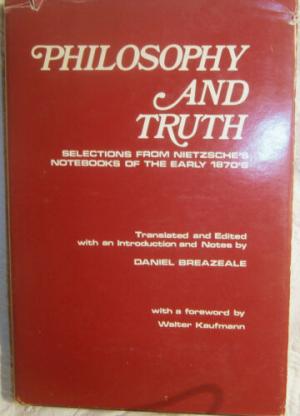 PHILOSOPHY
AND
TRUTH
SELECTIONS FROM NIETZSCHE'S
NOTEBOOKS OF THE EARLY 1870'S
Translated and Edited
with an Introduction and Notes by
DANIEL BREAZEALE
with a foreword by
Walter Kaufmann